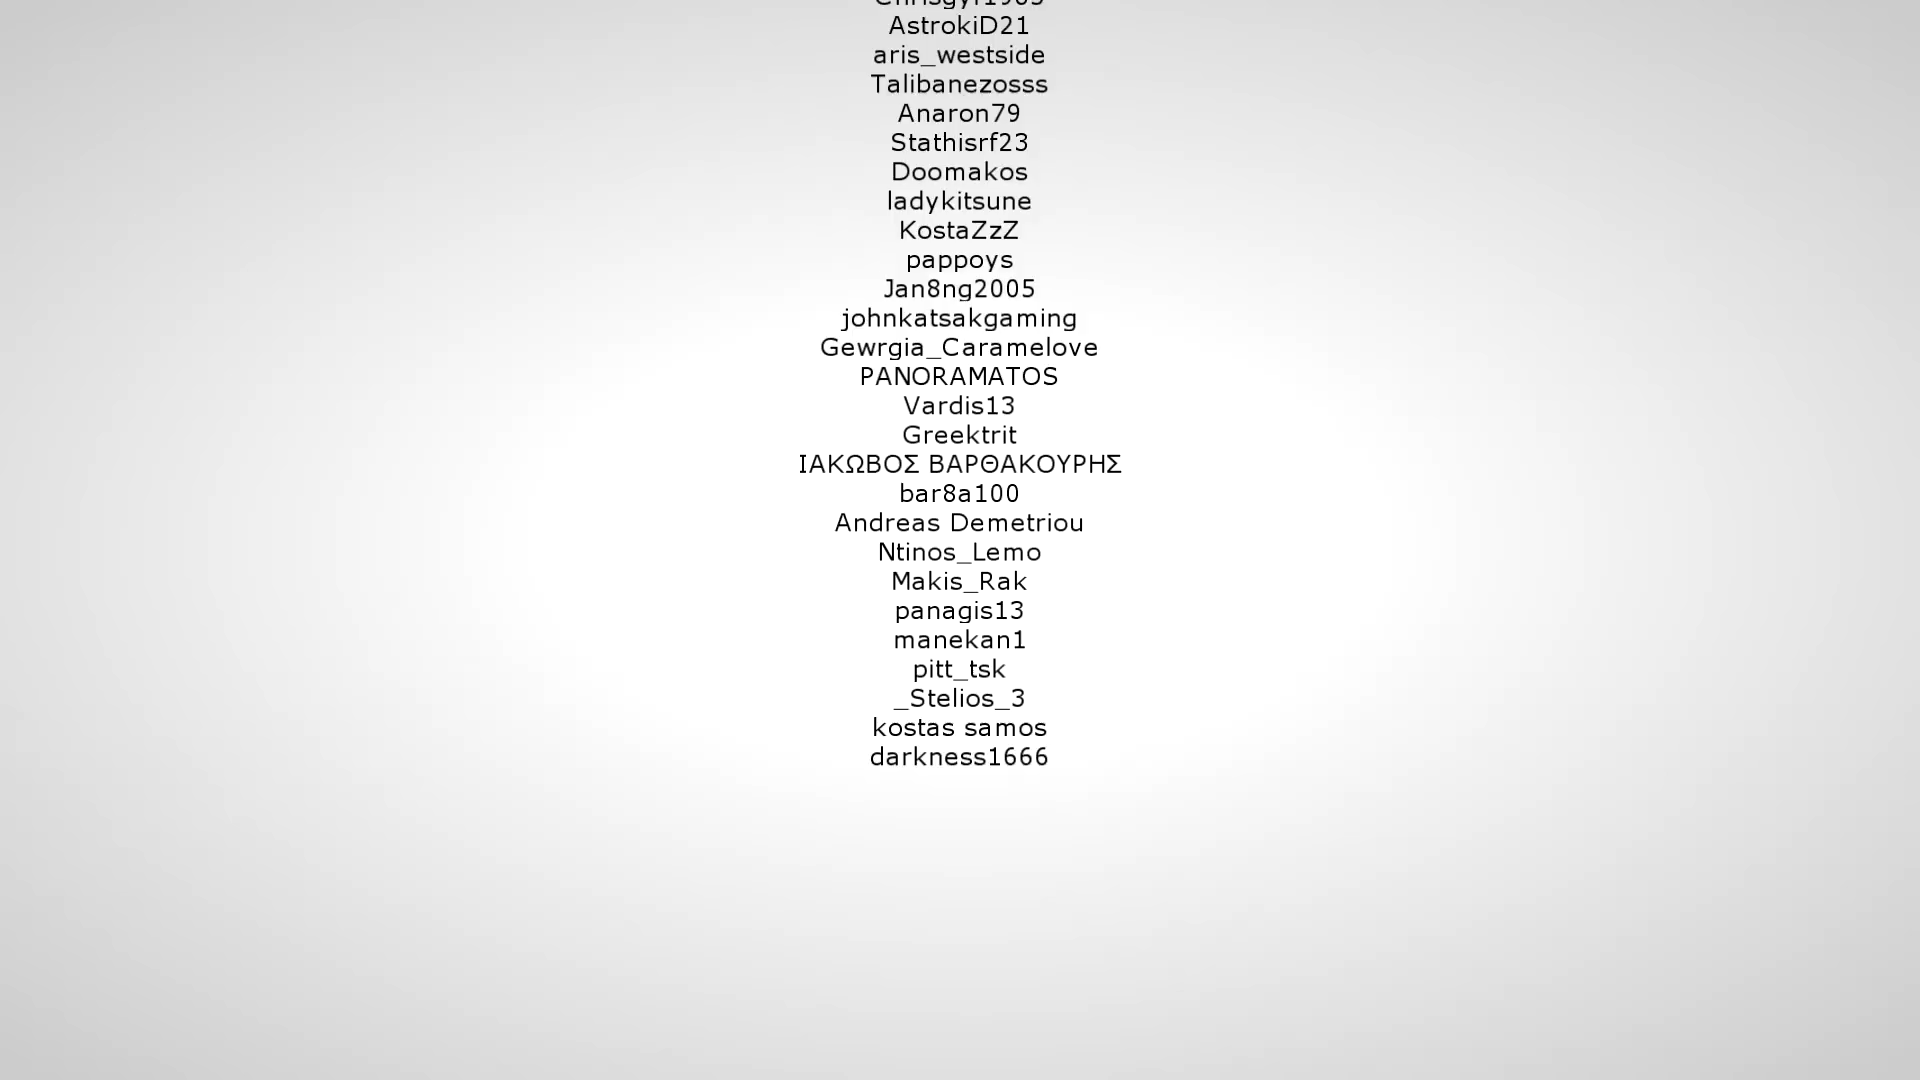 AstrokiD21
aris_westside
Talibanezosss
Anaron79
Stathisrf23
Doomakos
ladykitsune
KostaZzZ
pappoys
Jan8ng2005
johnkatsakgaming
Gewrgia_Caramelove
PANORAMATOS
Vardis13
Greektrit
ΙΑΚΩΒΟΣ ΒΑΡΘΑΚΟΥΡΗΣ
bar8a100
Andreas Demetriou
Ntinos_Lemo
Makis_Rak
panagis13
manekan1
pitt_tsk
_Stelios_3
kostas samos
darkness1666